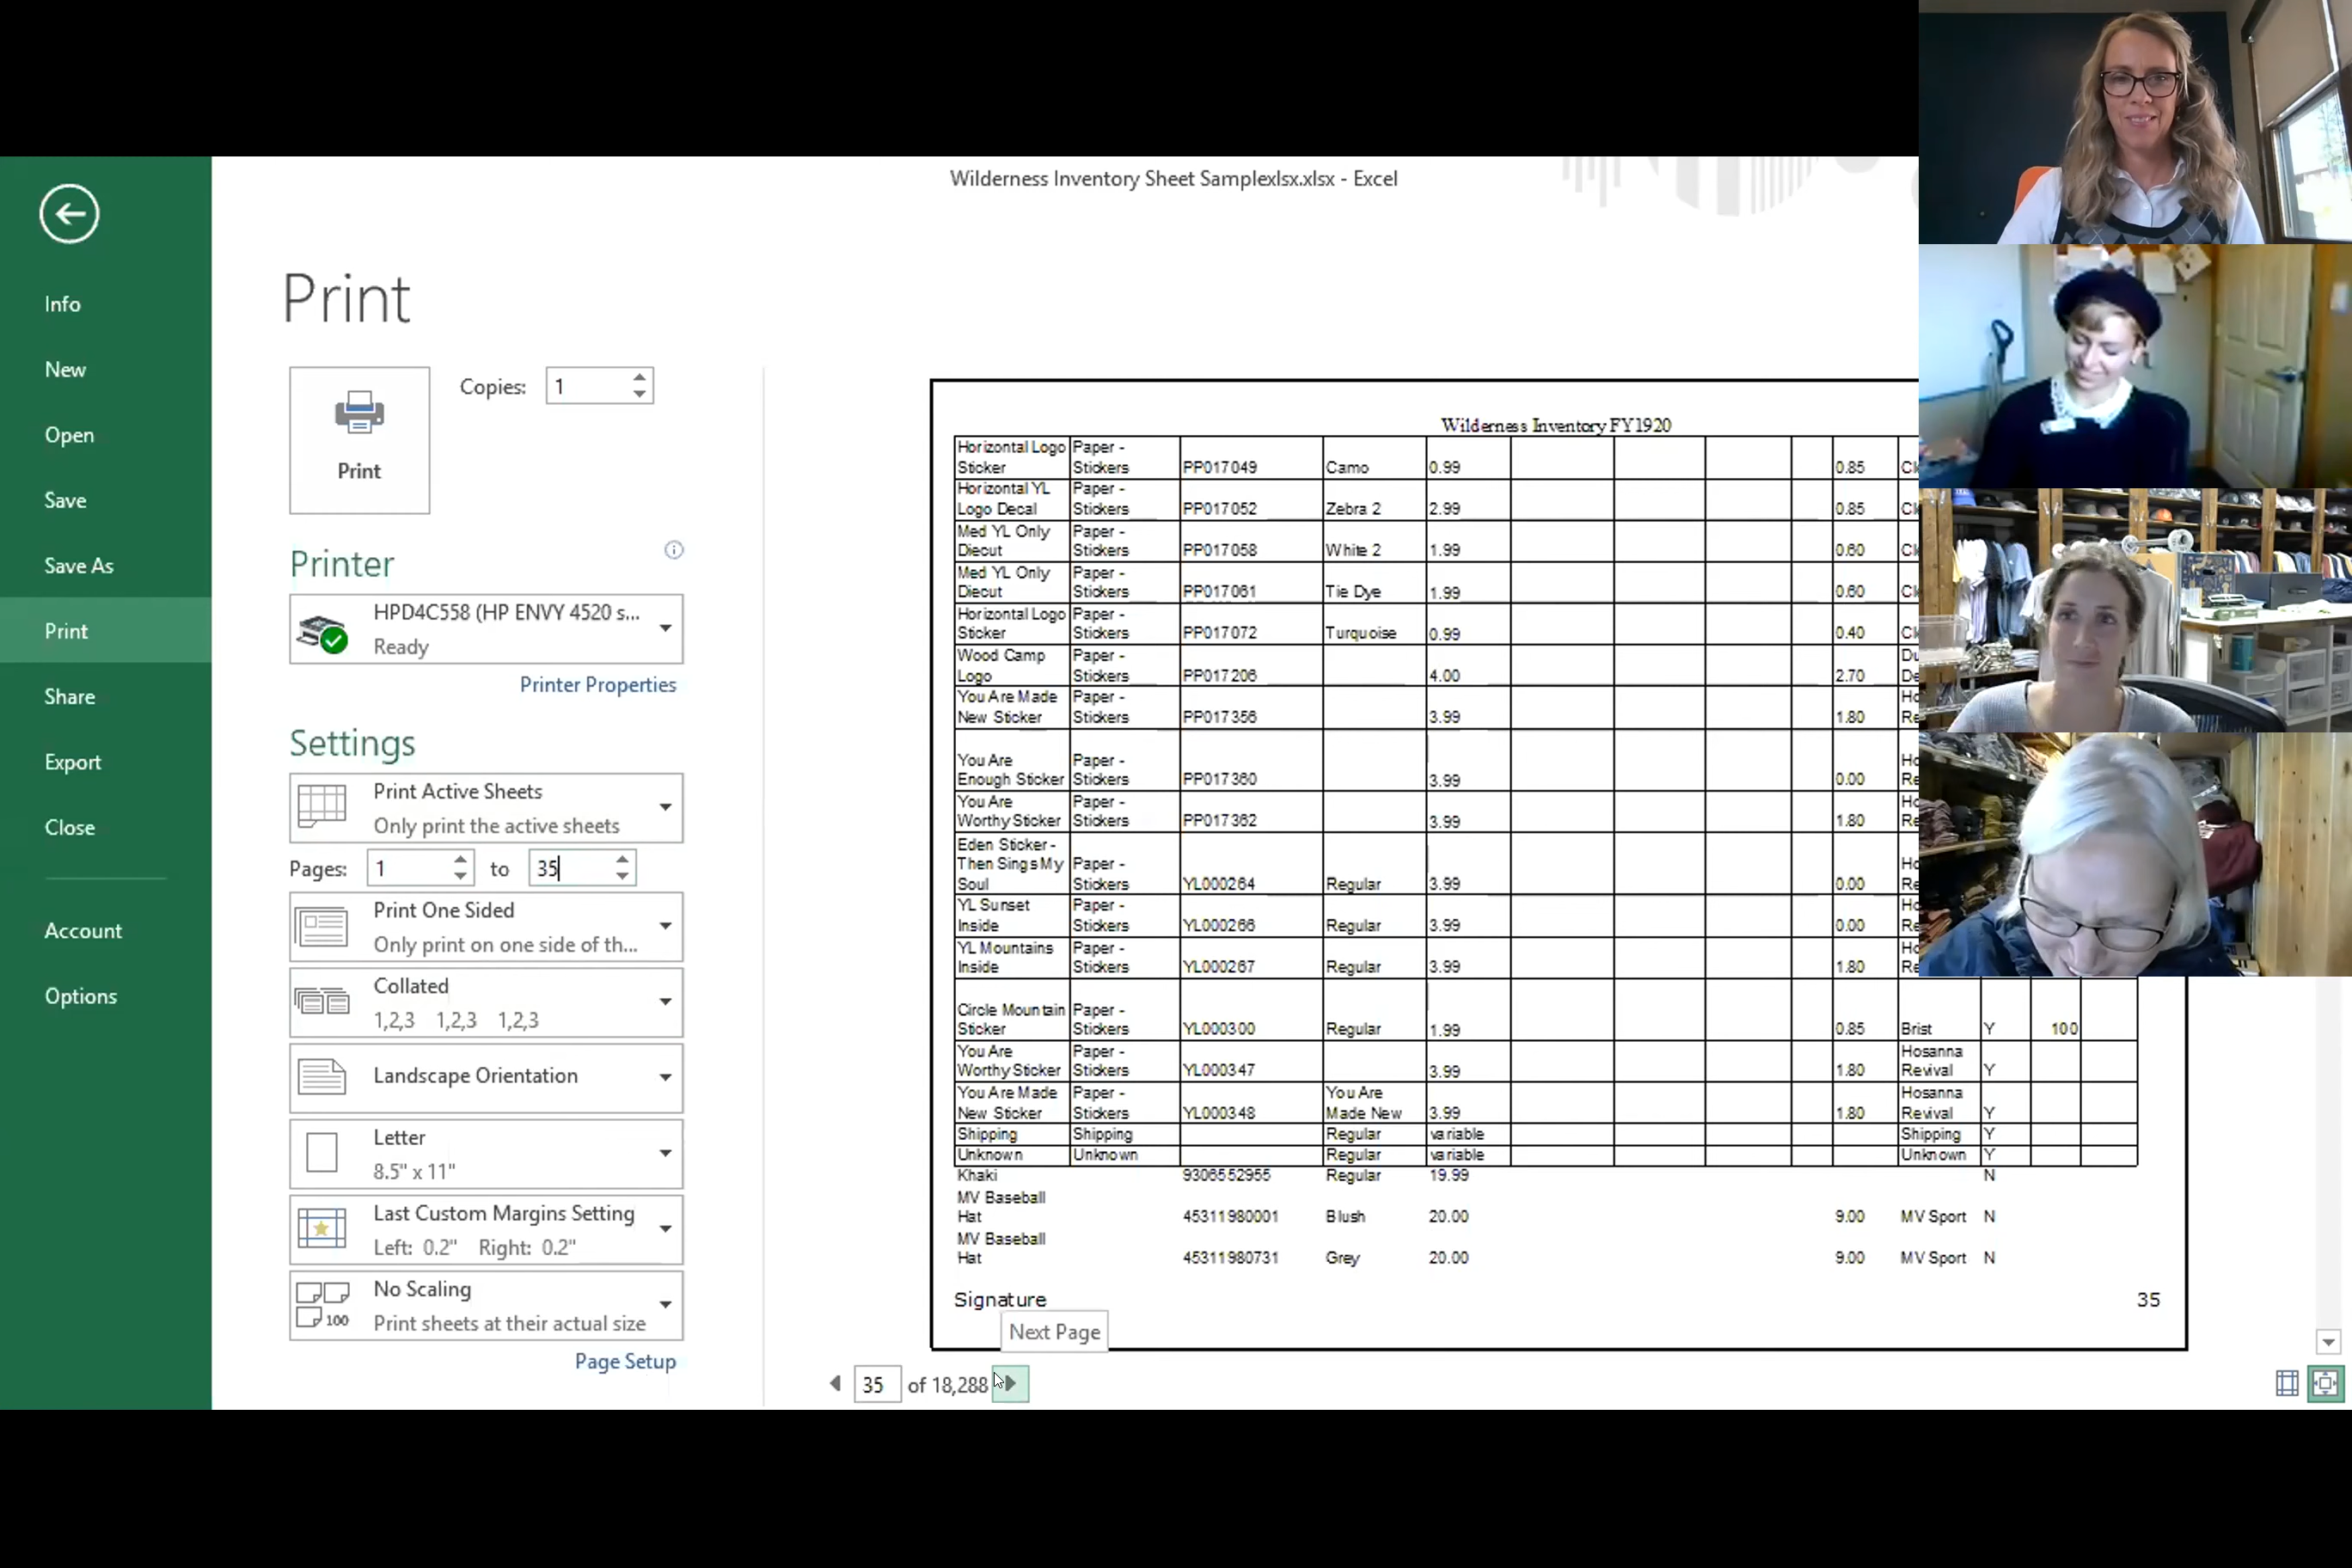 Wilderness Inventory Sheet Samplexlsx.xlsx - Excel
Info
New
Open
Save
Save As
Print
Share
Export
Close
Account
Options
Print
Print
Copies: 1
Printer
HPD4C558 (HP ENVY 4520 s...
Ready
Printer Properties
Settings
Print Active Sheets
Only print the active sheets
Pages: 1 to 35
Print One Sided
Only print on one side of th...
Collated
1,2,3 1,2,3 1,2,3
Landscape Orientation
Letter
8.5" x 11"
Last Custom Margins Setting
Left: 0.2" Right: 0.2"
No Scaling
100
Print sheets at their actual size
Page Setup
Wilderness Inventory FY1920
Horizontal Logo Paper -
Sticker Stickers PP017049 Camo 0.99 0.85
Horizontal YL Paper -
Logo Decal Stickers PP017052 Zebra 2 2.99 0.85
Med YL Only Paper -
Diecut Stickers PP017058 White 2 1.99 0.60
Med YL Only Paper -
Diecut Stickers PP017061 Tie Dye 1.99 0.60
Horizontal Logo Paper -
Sticker Stickers PP017072 Turquoise 0.99 0.40
Wood Camp Paper - Du
Logo Stickers PP017206 4.00 2.70 De
You Are Made Paper - Ho
New Sticker Stickers PP017356 3.99 1.80 Re
You Are Paper - Ho
Enough Sticker Stickers PP017360 3.99 0.00 Re
You Are Paper - Ho
Worthy Sticker Stickers PP017362 3.99 1.80 Re
Eden Sticker -
Then Sings My Paper - Ho
Soul Stickers YL000264 Regular 3.99 0.00 Re
YL Sunset Paper - Ho
Inside Stickers YL000266 Regular 3.99 0.00 Re
YL Mountains Paper - Ho
Inside Stickers YL000267 Regular 3.99 1.80 Re
Circle Mountain Paper -
Sticker Stickers YL000300 Regular 1.99 0.85 Brist Y 100
You Are Paper - Hosanna
Worthy Sticker Stickers YL000347 3.99 1.80 Revival Y
You Are Made Paper - You Are Hosanna
New Sticker Stickers YL000348 Made New 3.99 1.80 Revival Y
Shipping Shipping Regular variable Shipping Y
Unknown Unknown Regular variable Unknown Y
Khaki 9306552955 Regular 19.99 N
MV Baseball
Hat 45311980001 Blush 20.00 9.00 MV Sport N
MV Baseball
Hat 45311980731 Grey 20.00 9.00 MV Sport N
Signature 35
Next Page
35 of 18,288